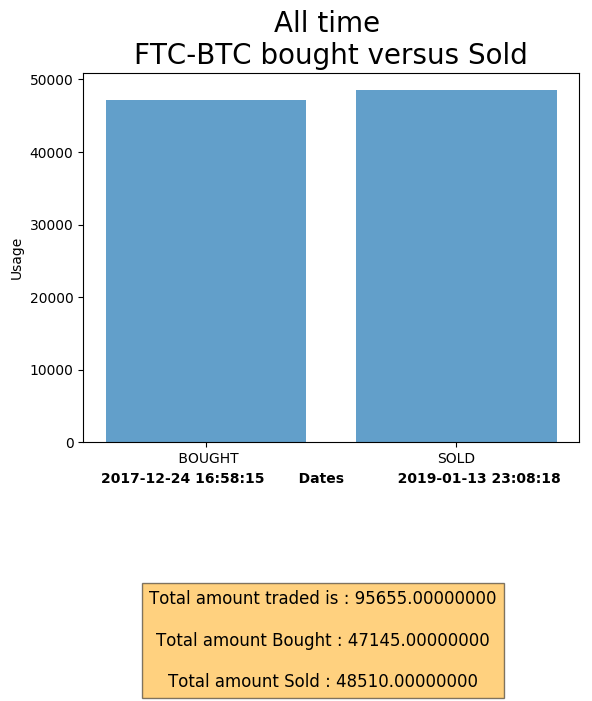 All time
FTC-BTC bought versus Sold
50000
40000
30000
20000
10000
0
Usage
BOUGHT SOLD
2017-12-24 16:58:15 Dates 2019-01-13 23:08:18
Total amount traded is : 95655.00000000
Total amount Bought : 47145.00000000
Total amount Sold : 48510.00000000